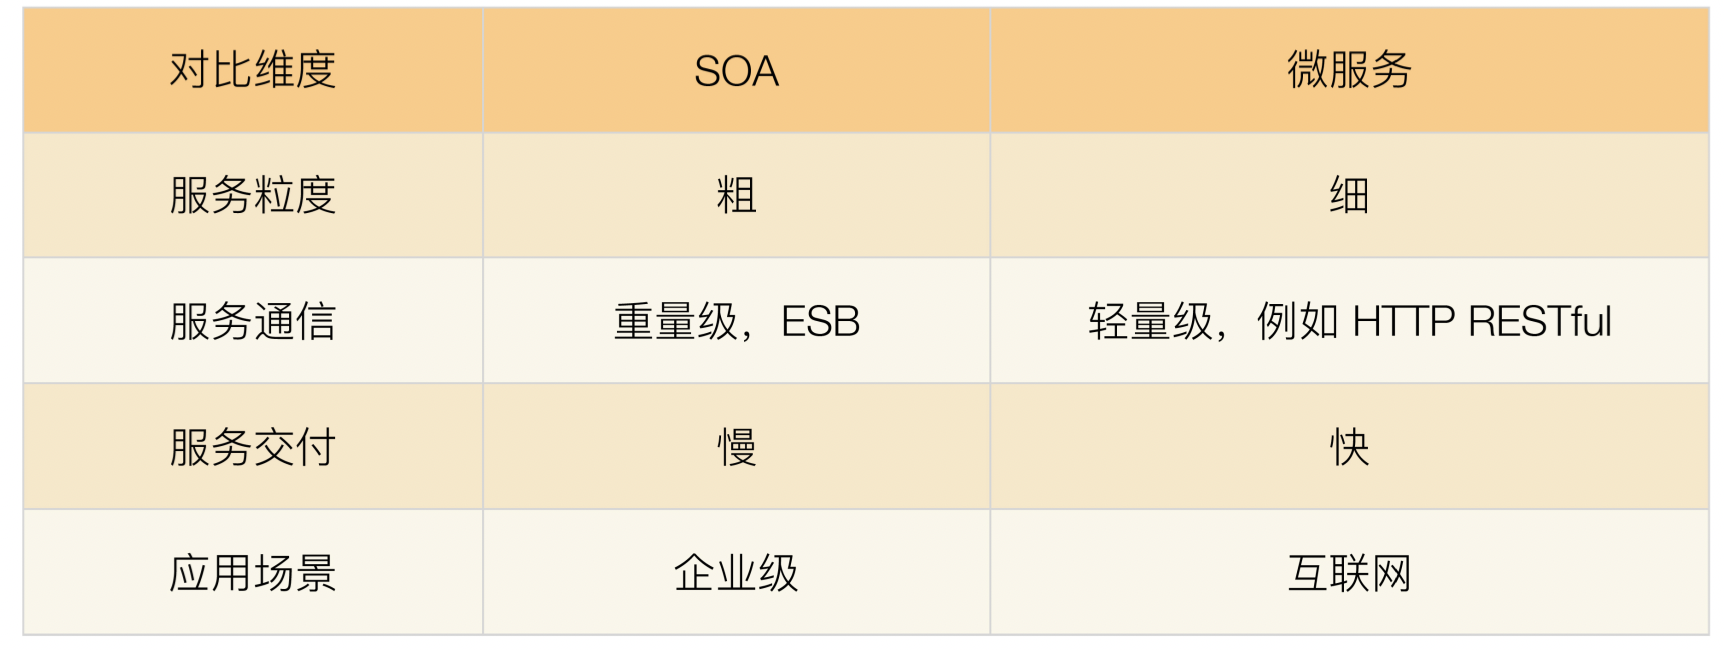 对比维度 SOA 微服务
服务粒度 粗 细
服务通信 重量级，ESB 轻量级，例如 HTTP RESTful
服务交付 慢 快
应用场景 企业级 互联网